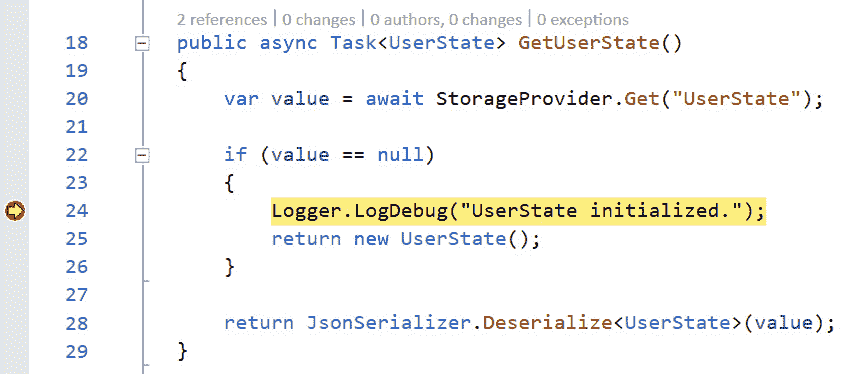 2 references | 0 changes | 0 authors, 0 changes | 0 exceptions
18 public async Task<UserState> GetUserState()
19 {
20 var value = await StorageProvider.Get("UserState");
21
22 if (value == null)
23 {
24 Logger.LogDebug("UserState initialized.");
25 return new UserState();
26 }
27
28 return JsonSerializer.Deserialize<UserState>(value);
29 }